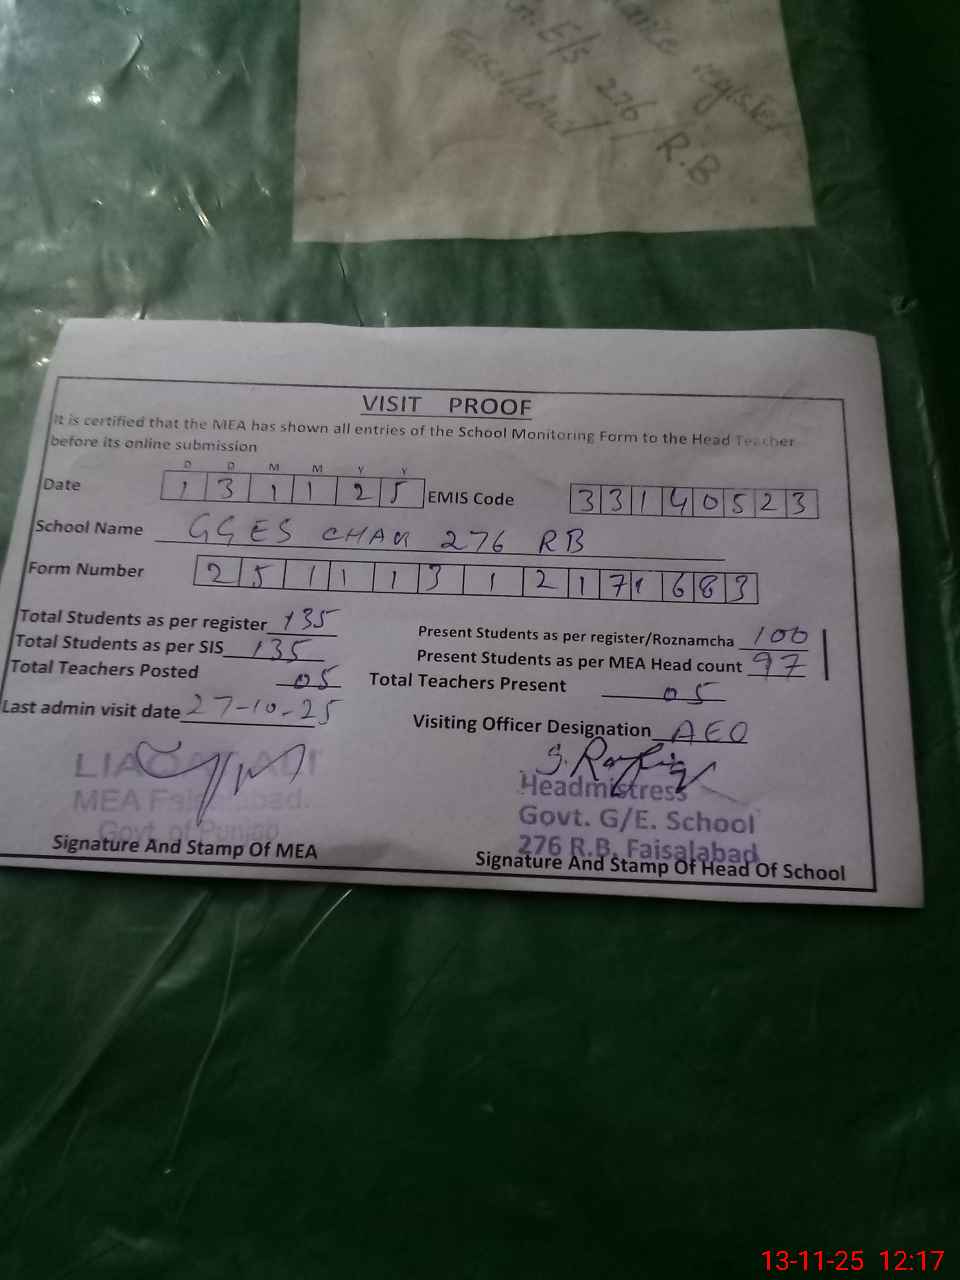 register
E/S 276/R.B
Faisalabad
VISIT PROOF
It is certified that the MEA has shown all entries of the School Monitoring Form to the Head Teacher
before its online submission
D D M M Y Y
Date 1 3 1 1 2 5 EMIS Code 3 3 1 4 0 5 2 3
School Name GGES CHAK 276 RB
Form Number 2 5 1 1 1 3 1 2 1 7 1 6 8 3
Total Students as per register 135
Present Students as per register/Roznamcha 100
Total Students as per SIS 135
Present Students as per MEA Head count 97
Total Teachers Posted 05 Total Teachers Present 05
Last admin visit date 27-10-25 Visiting Officer Designation AEO
MEA Faisalabad.
Govt. of Punjab
Signature And Stamp Of MEA
Headmistress
Govt. G/E. School
276 R.B. Faisalabad
Signature And Stamp Of Head Of School
13-11-25 12:17